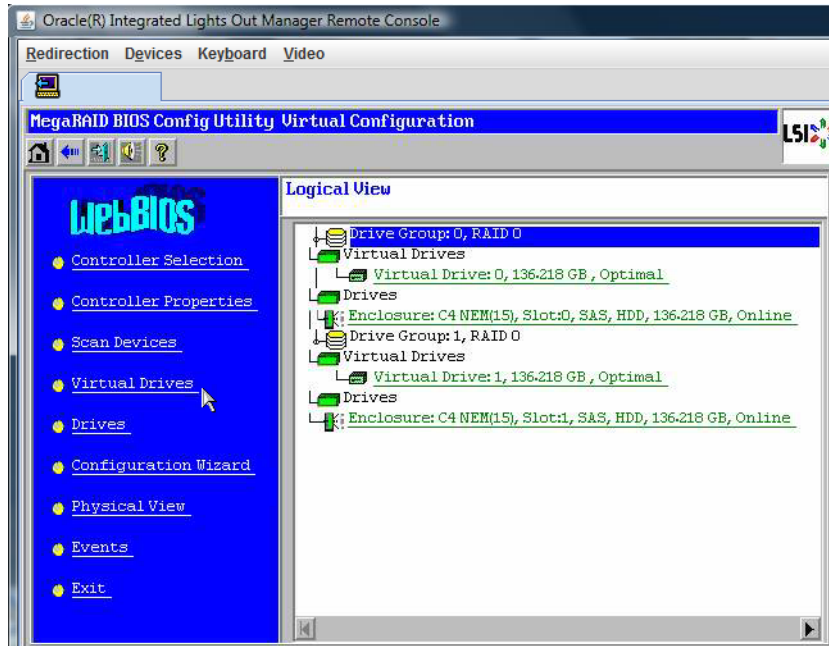 Oracle(R) Integrated Lights Out Manager Remote Console
Redirection Devices Keyboard Video
MegaRAID BIOS Config Utility Virtual Configuration
LSI
WebBIOS
Controller Selection
Controller Properties
Scan Devices
Virtual Drives
Drives
Configuration Wizard
Physical View
Events
Exit
Logical View
Drive Group: 0, RAID 0
Virtual Drives
Virtual Drive: 0, 136.218 GB , Optimal
Drives
Enclosure: C4 NEM(15), Slot:0, SAS, HDD, 136.218 GB, Online
Drive Group: 1, RAID 0
Virtual Drives
Virtual Drive: 1, 136.218 GB , Optimal
Drives
Enclosure: C4 NEM(15), Slot:1, SAS, HDD, 136.218 GB, Online